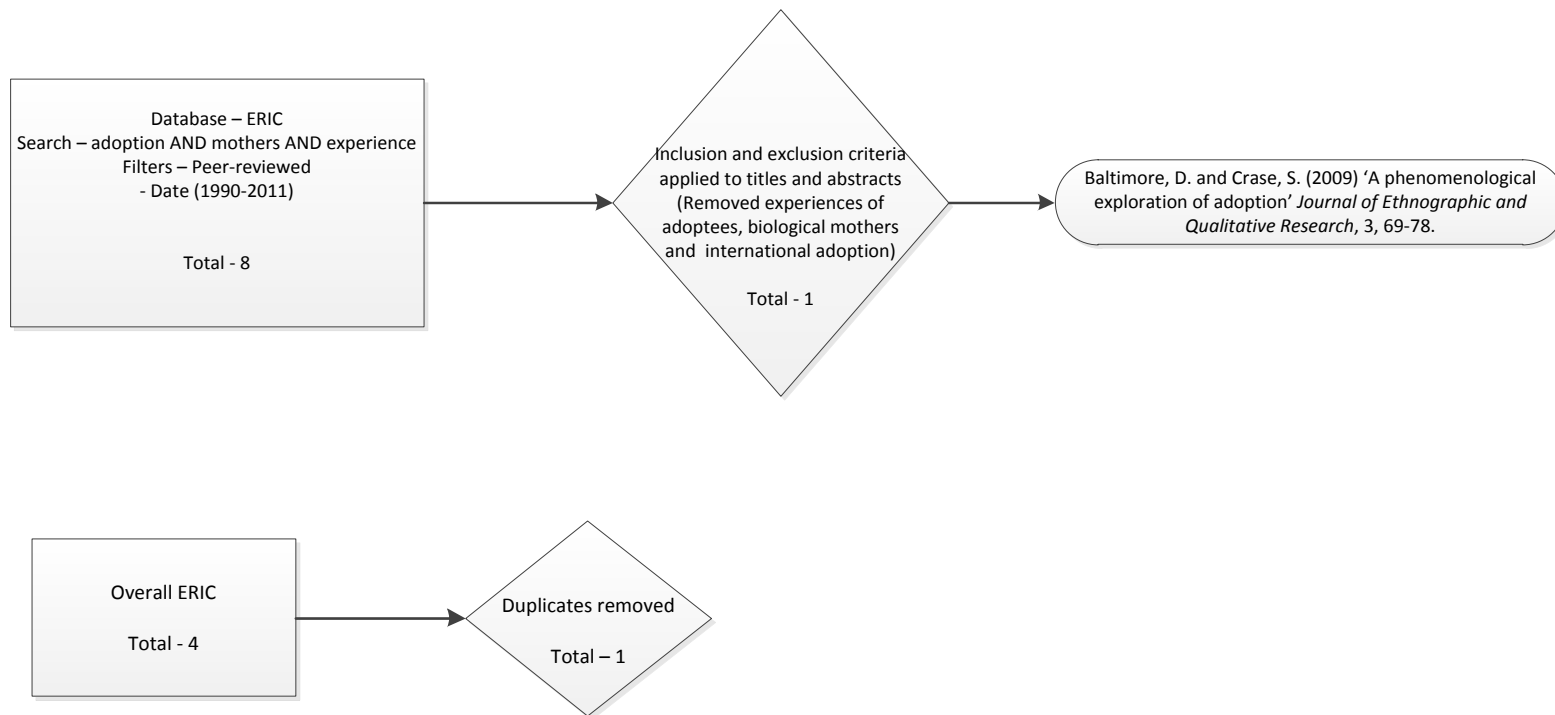 Database – ERIC
Search – adoption AND mothers AND experience
Filters – Peer-reviewed
- Date (1990-2011)
Total - 8
Inclusion and exclusion criteria
applied to titles and abstracts
(Removed experiences of
adoptees, biological mothers
and  international adoption)
Total - 1
Baltimore, D. and Crase, S. (2009) ‘A phenomenological
exploration of adoption’ Journal of Ethnographic and
Qualitative Research, 3, 69-78.
Overall ERIC
Total - 4
Duplicates removed
Total – 1